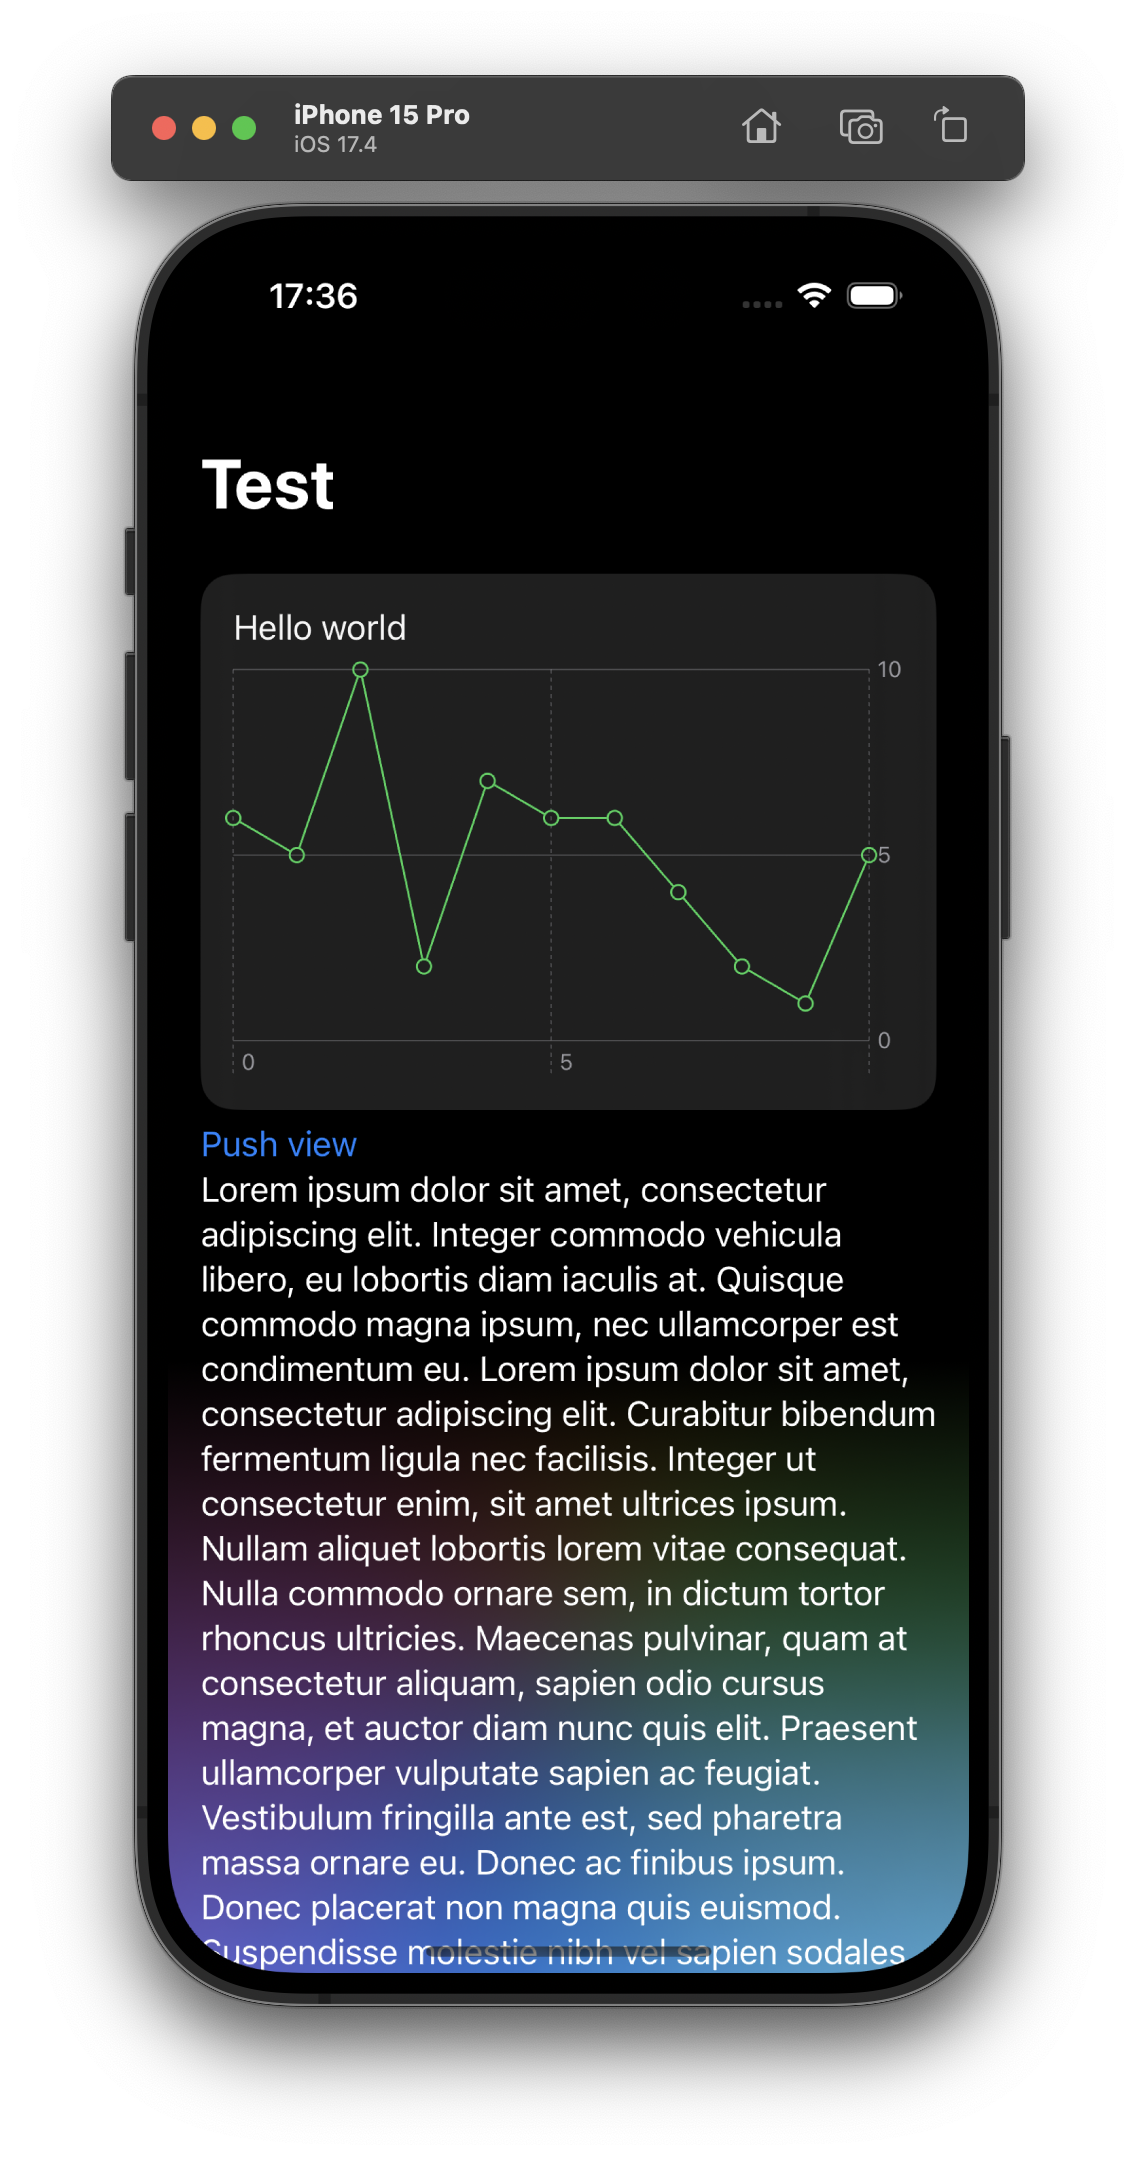 iPhone 15 Pro
iOS 17.4
17:36
Test
Hello world
10
5
0
0
5
Push view
Lorem ipsum dolor sit amet, consectetur
adipiscing elit. Integer commodo vehicula
libero, eu lobortis diam iaculis at. Quisque
commodo magna ipsum, nec ullamcorper est
condimentum eu. Lorem ipsum dolor sit amet,
consectetur adipiscing elit. Curabitur bibendum
fermentum ligula nec facilisis. Integer ut
consectetur enim, sit amet ultrices ipsum.
Nullam aliquet lobortis lorem vitae consequat.
Nulla commodo ornare sem, in dictum tortor
rhoncus ultricies. Maecenas pulvinar, quam at
consectetur aliquam, sapien odio cursus
magna, et auctor diam nunc quis elit. Praesent
ullamcorper vulputate sapien ac feugiat.
Vestibulum fringilla ante est, sed pharetra
massa ornare eu. Donec ac finibus ipsum.
Donec placerat non magna quis euismod.
Suspendisse molestie nibh vel sapien sodales